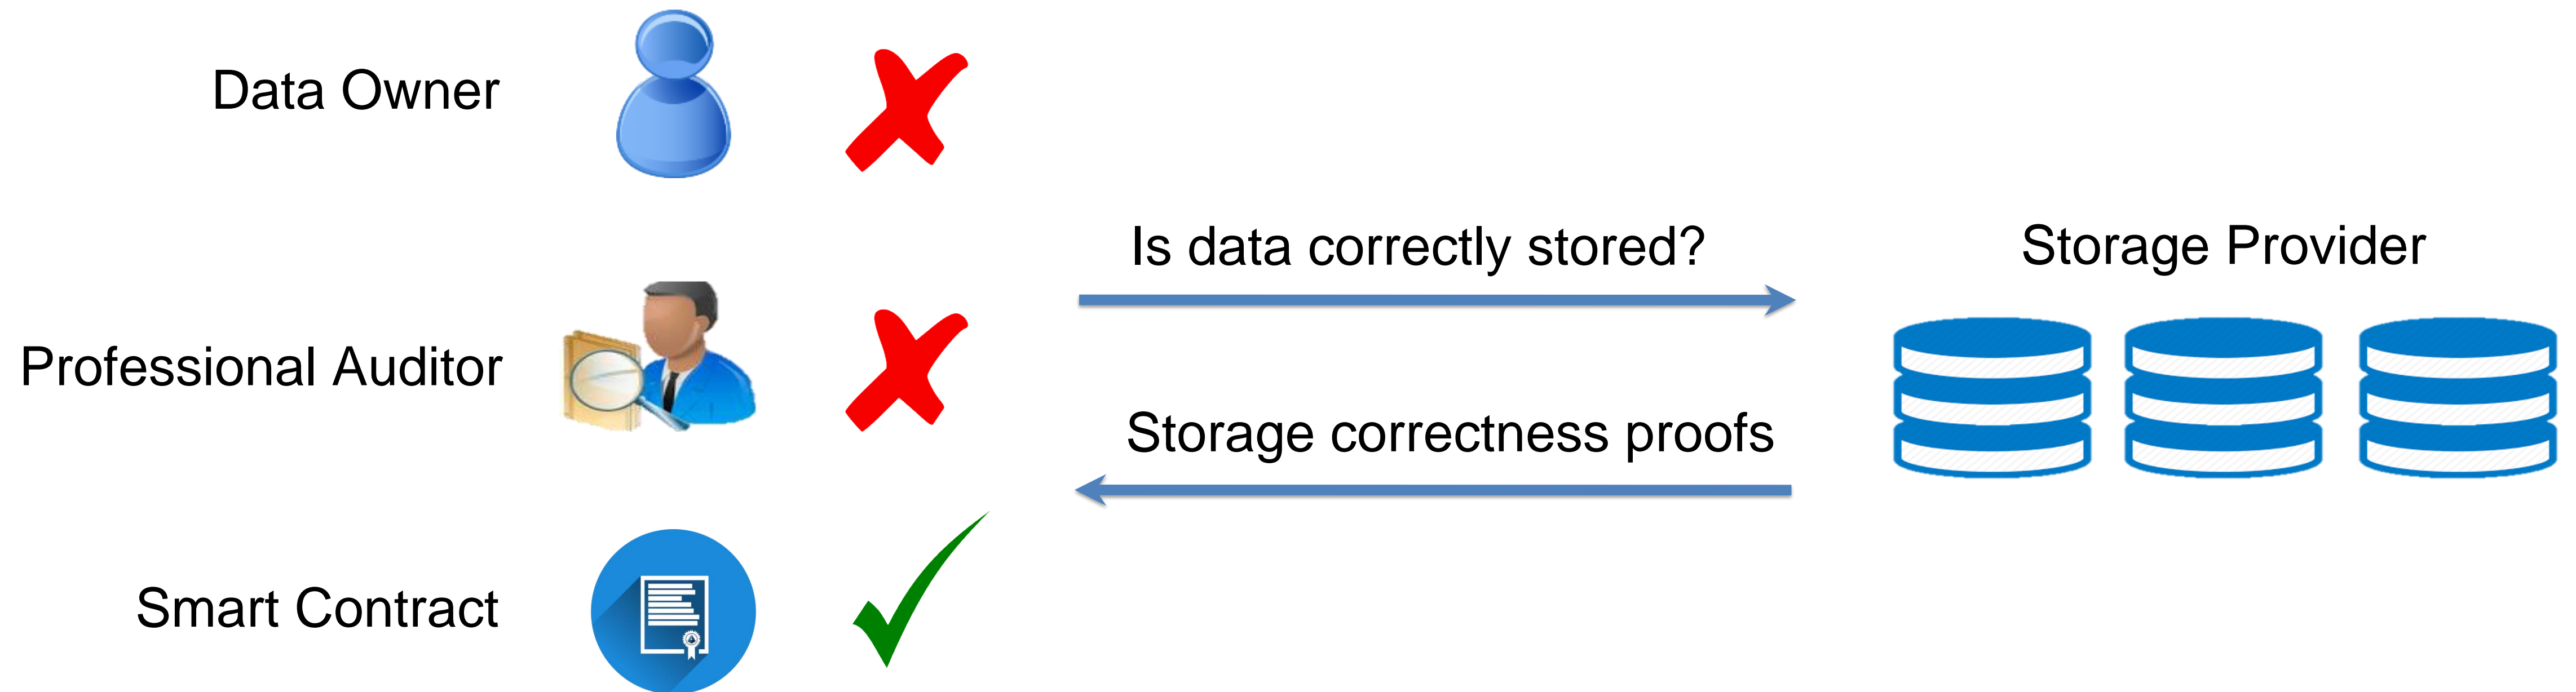 Data Owner
Is data correctly stored?
Storage Provider
Professional Auditor
Storage correctness proofs
Smart Contract